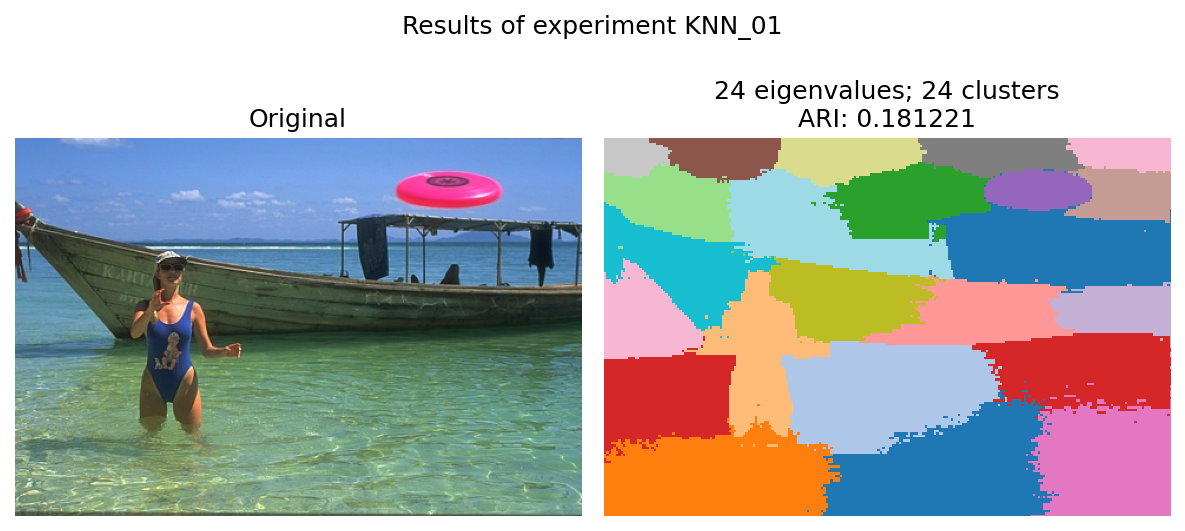 Results of experiment KNN_01
Original
24 eigenvalues; 24 clusters
ARI: 0.181221